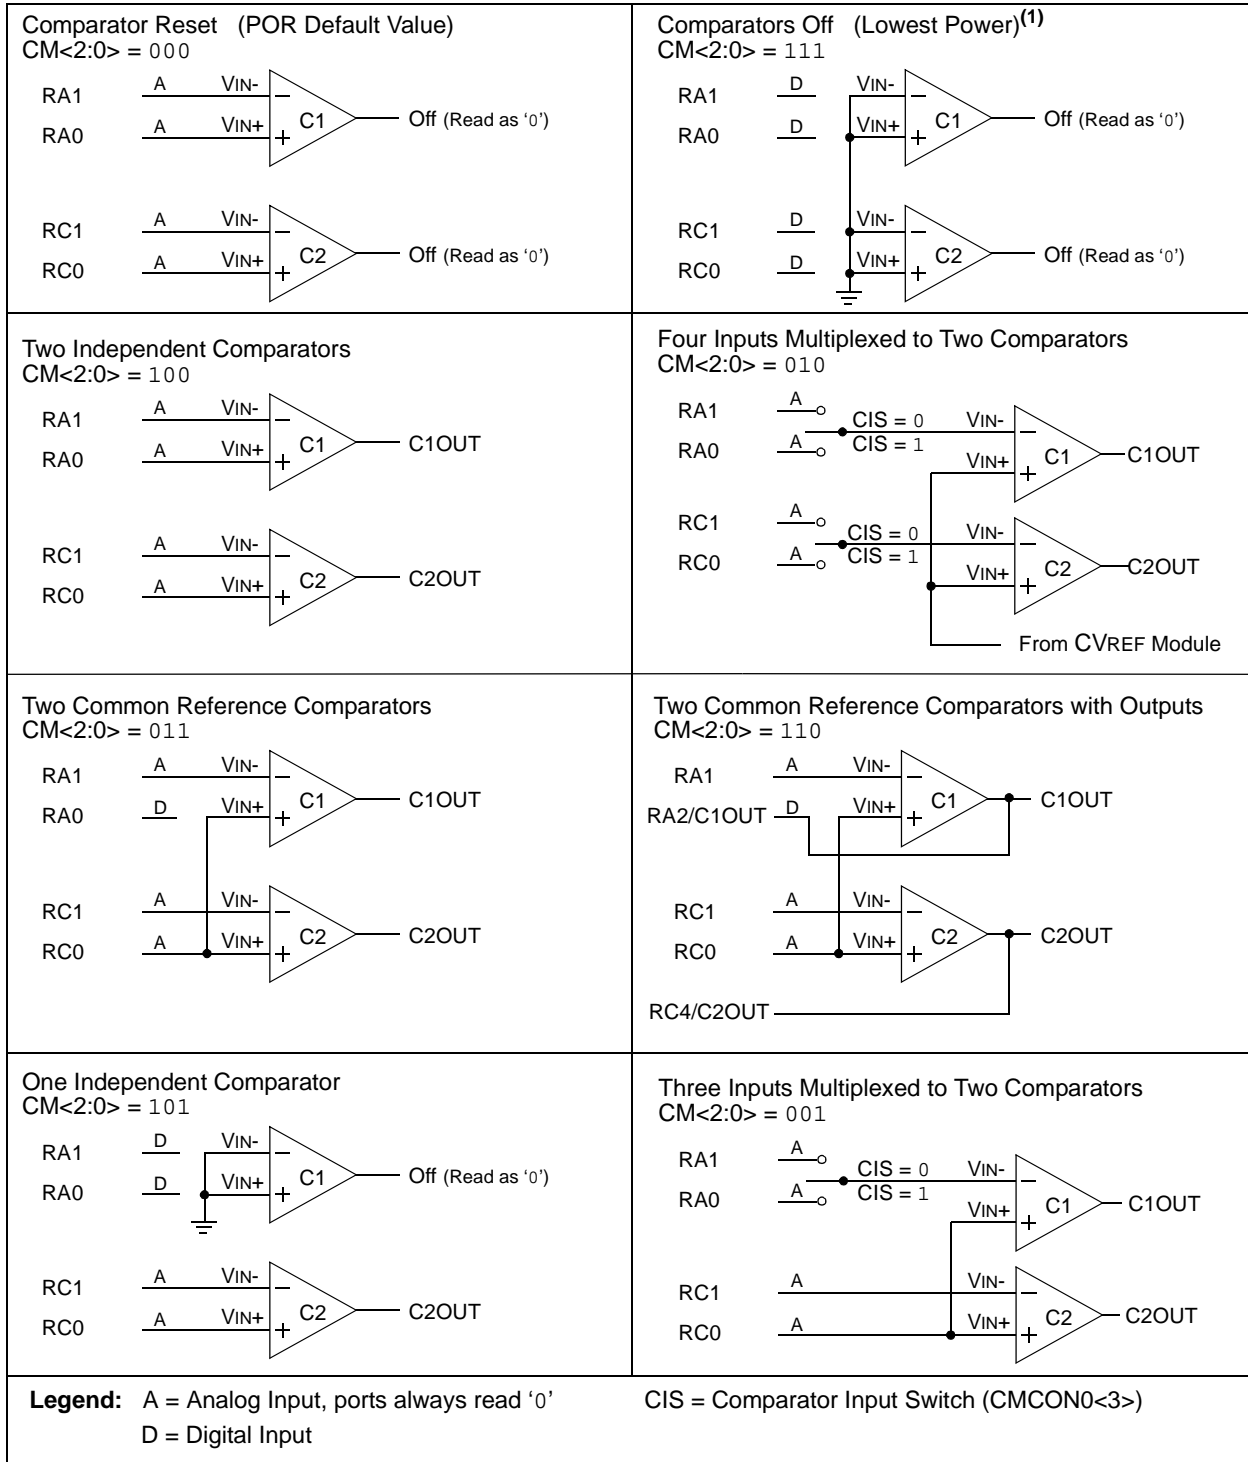 Comparator Reset (POR Default Value)
CM<2:0> = 000
RA1 A VIN- −
RA0 A VIN+ + C1 Off (Read as ‘0’)
RC1 A VIN- −
RC0 A VIN+ + C2 Off (Read as ‘0’)
Comparators Off (Lowest Power)(1)
CM<2:0> = 111
RA1 D VIN- −
RA0 D VIN+ + C1 Off (Read as ‘0’)
RC1 D VIN- −
RC0 D VIN+ + C2 Off (Read as ‘0’)
Two Independent Comparators
CM<2:0> = 100
RA1 A VIN- −
RA0 A VIN+ + C1 C1OUT
RC1 A VIN- −
RC0 A VIN+ + C2 C2OUT
Four Inputs Multiplexed to Two Comparators
CM<2:0> = 010
RA1 A CIS = 0 VIN- −
RA0 A CIS = 1 VIN+ + C1 C1OUT
RC1 A CIS = 0 VIN- −
RC0 A CIS = 1 VIN+ + C2 C2OUT
From CVREF Module
Two Common Reference Comparators
CM<2:0> = 011
RA1 A VIN- −
RA0 D VIN+ + C1 C1OUT
RC1 A VIN- −
RC0 A VIN+ + C2 C2OUT
Two Common Reference Comparators with Outputs
CM<2:0> = 110
RA1 A VIN- −
RA2/C1OUT D VIN+ + C1 C1OUT
RC1 A VIN- −
RC0 A VIN+ + C2 C2OUT
RC4/C2OUT
One Independent Comparator
CM<2:0> = 101
RA1 D VIN- −
RA0 D VIN+ + C1 Off (Read as ‘0’)
RC1 A VIN- −
RC0 A VIN+ + C2 C2OUT
Three Inputs Multiplexed to Two Comparators
CM<2:0> = 001
RA1 A CIS = 0 VIN- −
RA0 A CIS = 1 VIN+ + C1 C1OUT
RC1 A VIN- −
RC0 A VIN+ + C2 C2OUT
Legend: A = Analog Input, ports always read ‘0’ CIS = Comparator Input Switch (CMCON0<3>)
D = Digital Input